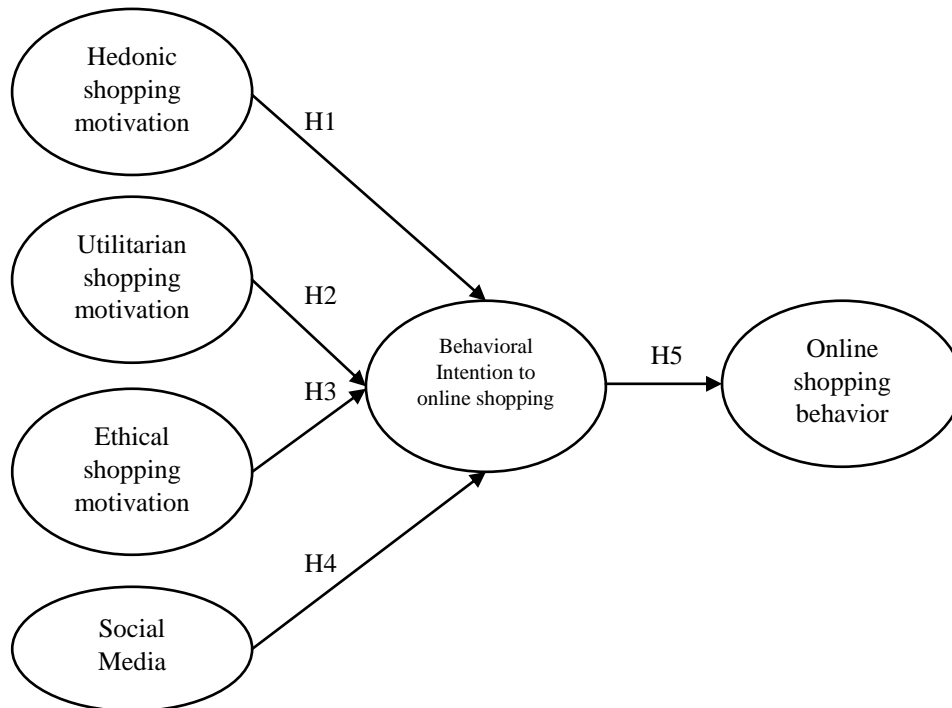 Hedonic
shopping
motivation
H1
Utilitarian
shopping
motivation
H2
Behavioral
Intention to
online shopping
H5
Online
shopping
behavior
H3
Ethical
shopping
motivation
H4
Social
Media